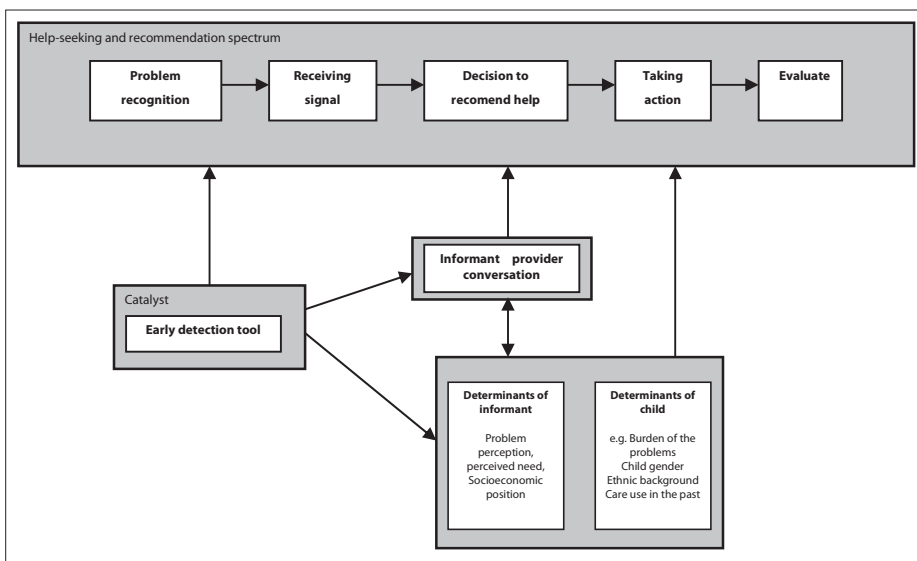 Help-seeking and recommendation spectrum
Problem
recognition
Receiving
signal
Decision to
recomend help
Taking
action
Evaluate
Informant provider
conversation
Catalyst
Early detection tool
Determinants of
informant
Problem
perception,
perceived need,
Socioeconomic
position
Determinants of
child
e.g. Burden of the
problems
Child gender
Ethnic background
Care use in the past